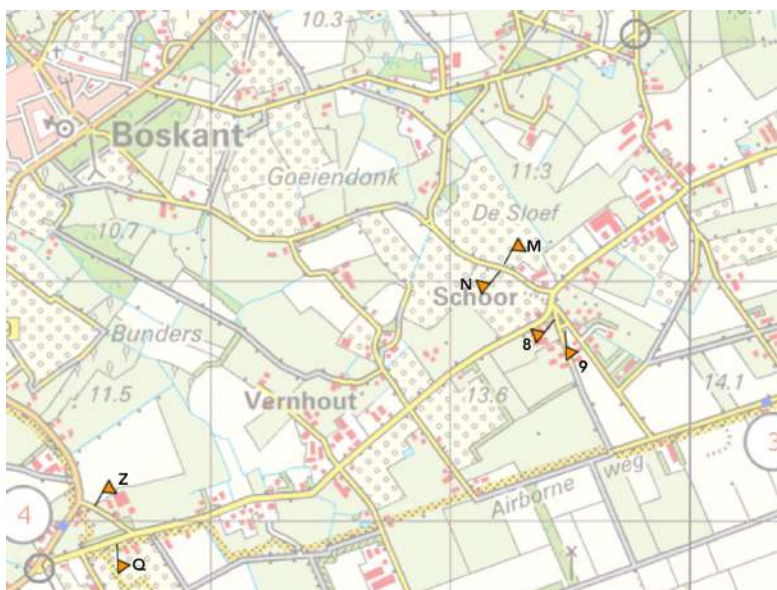 10.3
Boskant
Goeiendonk
11.3
De Sloef
10.7
M
N
Schoor
Bunders
8
9
11.5
Vernhout
13.6
14.1
Z
3
4
Airborne weg
Q